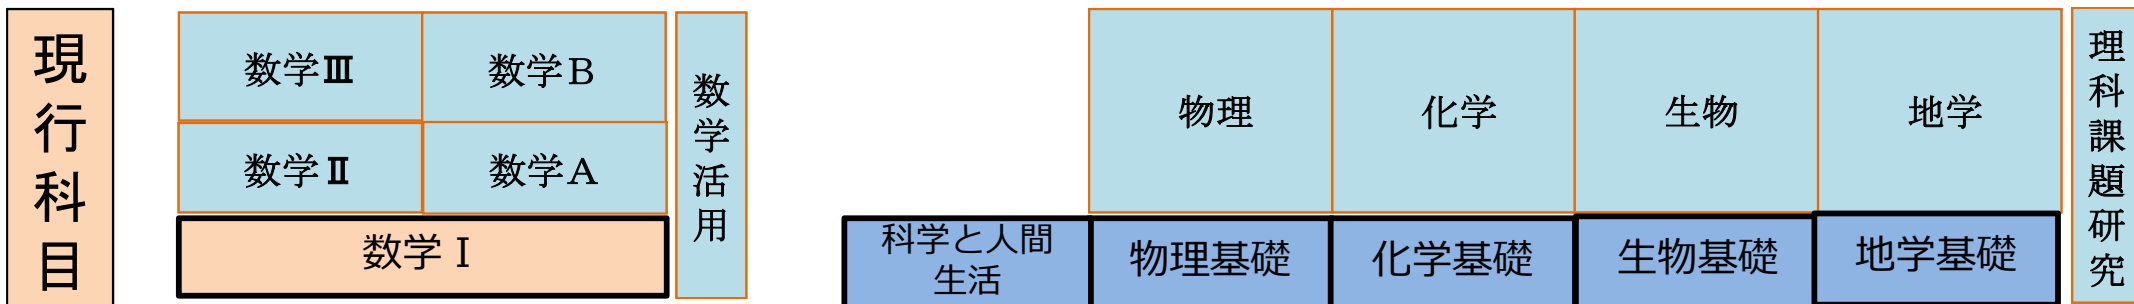 現行科目
数学Ⅲ
数学B
数学Ⅱ
数学A
数学Ⅰ
数学活用
物理
化学
生物
地学
科学と人間
生活
物理基礎
化学基礎
生物基礎
地学基礎
理科課題研究